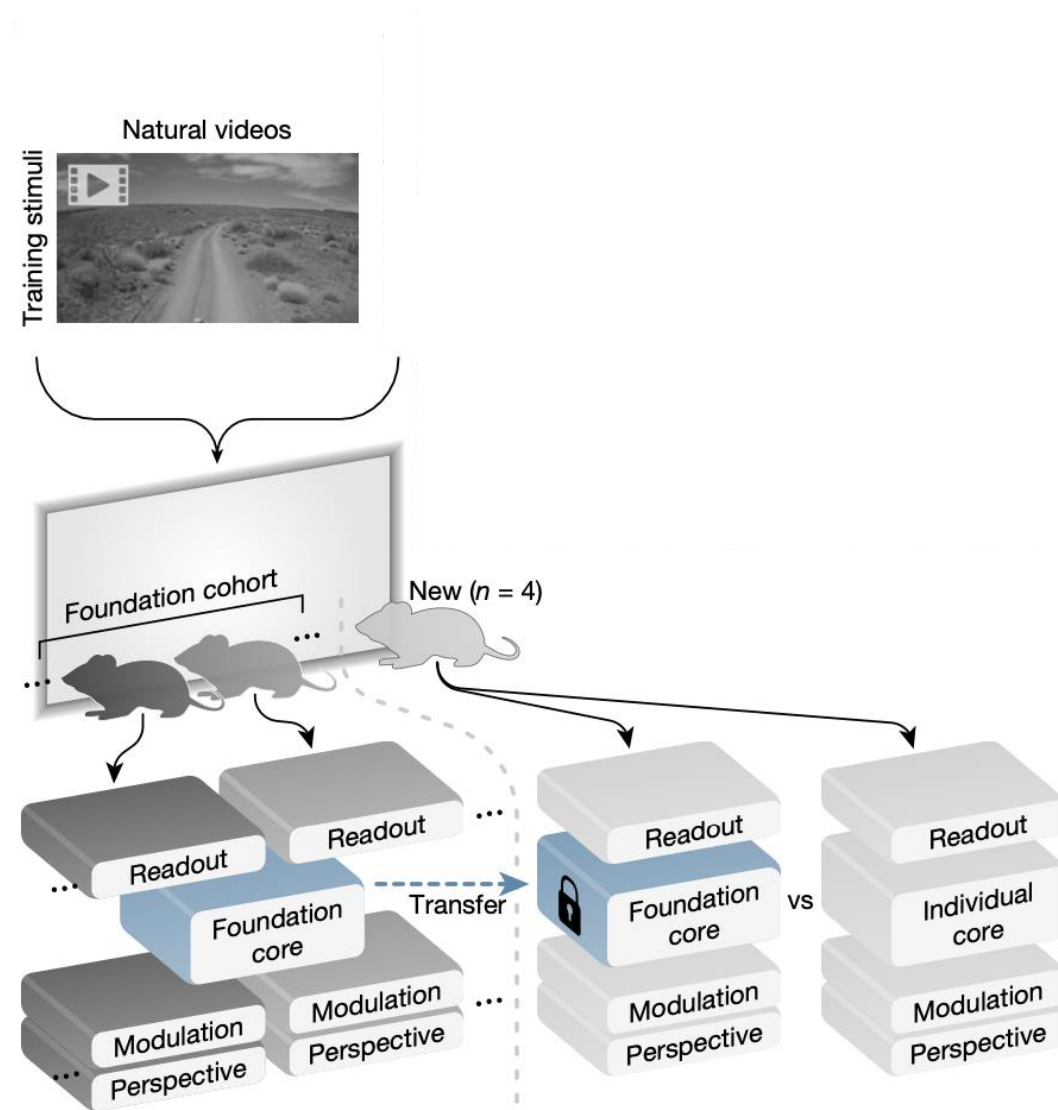 Natural videos
Training stimuli
Foundation cohort
New (n = 4)
...
...
Readout
Readout
...
Readout
Readout
...
Foundation
core
Transfer
Foundation
core
vs
Individual
core
Modulation
Modulation
...
Modulation
Modulation
Perspective
Perspective
Perspective
Perspective
...